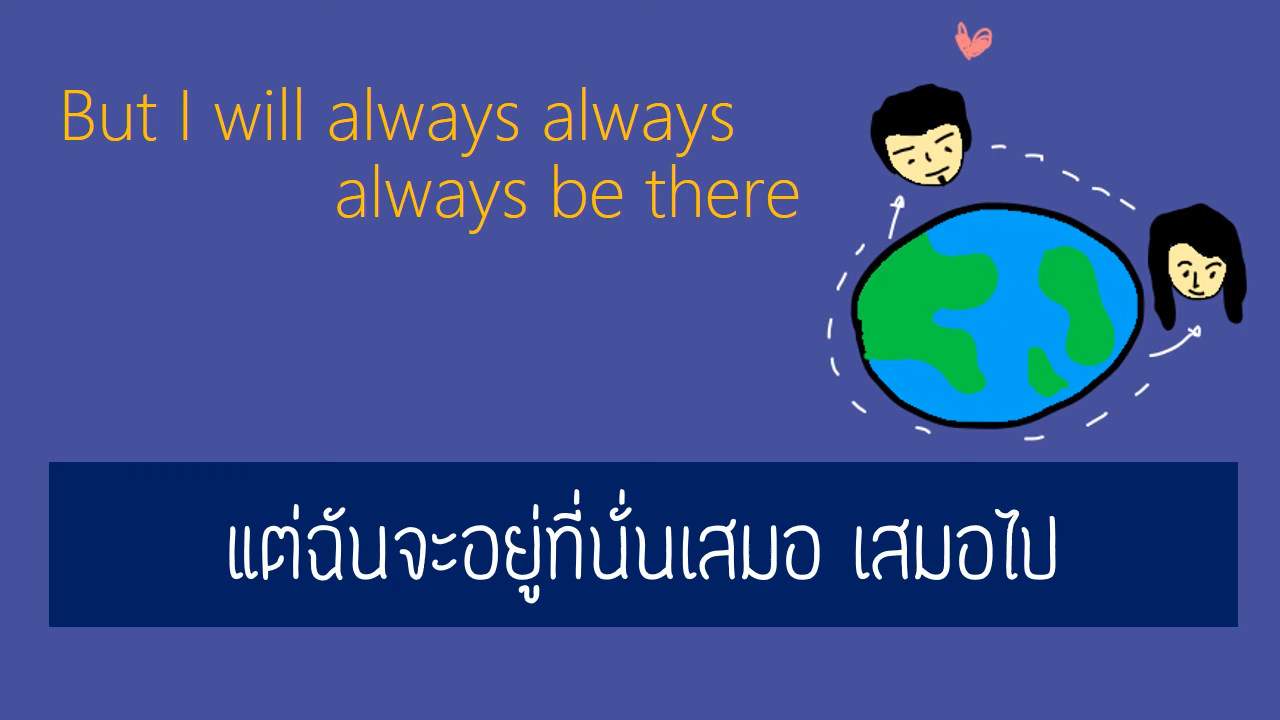 But I will always always
always be there
แต่ฉันจะอยู่ที่นั่นเสมอ เสมอไป